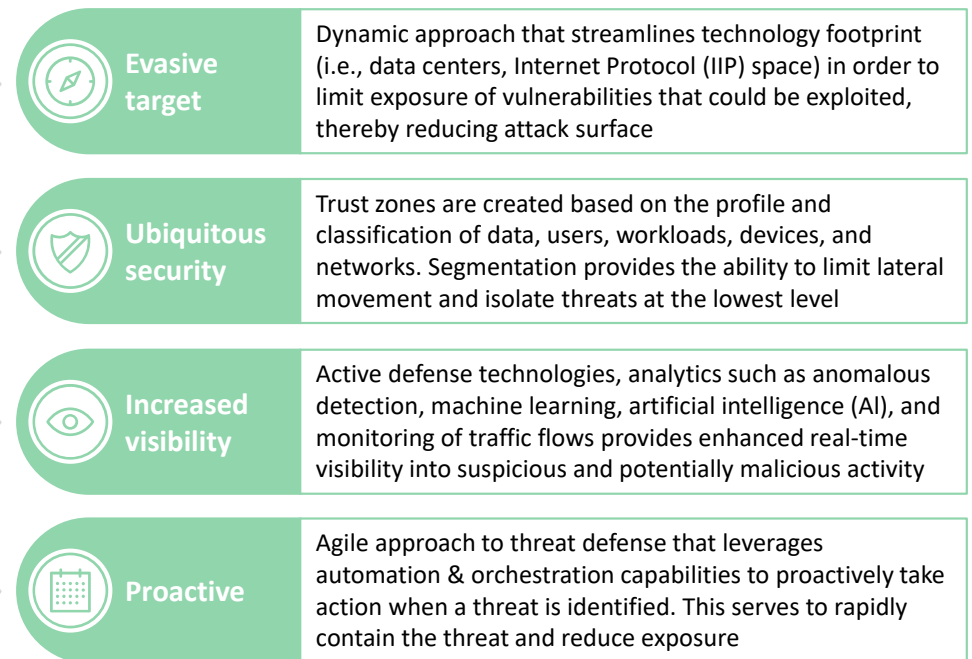 Evasive
target
Dynamic approach that streamlines technology footprint
(i.e., data centers, Internet Protocol (IIP) space) in order to
limit exposure of vulnerabilities that could be exploited,
thereby reducing attack surface
Ubiquitous
security
Trust zones are created based on the profile and
classification of data, users, workloads, devices, and
networks. Segmentation provides the ability to limit lateral
movement and isolate threats at the lowest level
Increased
visibility
Active defense technologies, analytics such as anomalous
detection, machine learning, artificial intelligence (Al), and
monitoring of traffic flows provides enhanced real-time
visibility into suspicious and potentially malicious activity
Proactive
Agile approach to threat defense that leverages
automation & orchestration capabilities to proactively take
action when a threat is identified. This serves to rapidly
contain the threat and reduce exposure